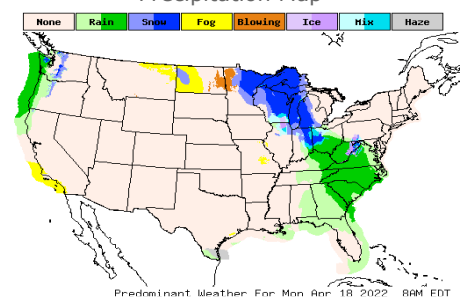 Precipitation Map
None Rain Snow Fog Blowing Ice Mix Haze
Predominant Weather For Mon Apr 18 2022 8AM EDT